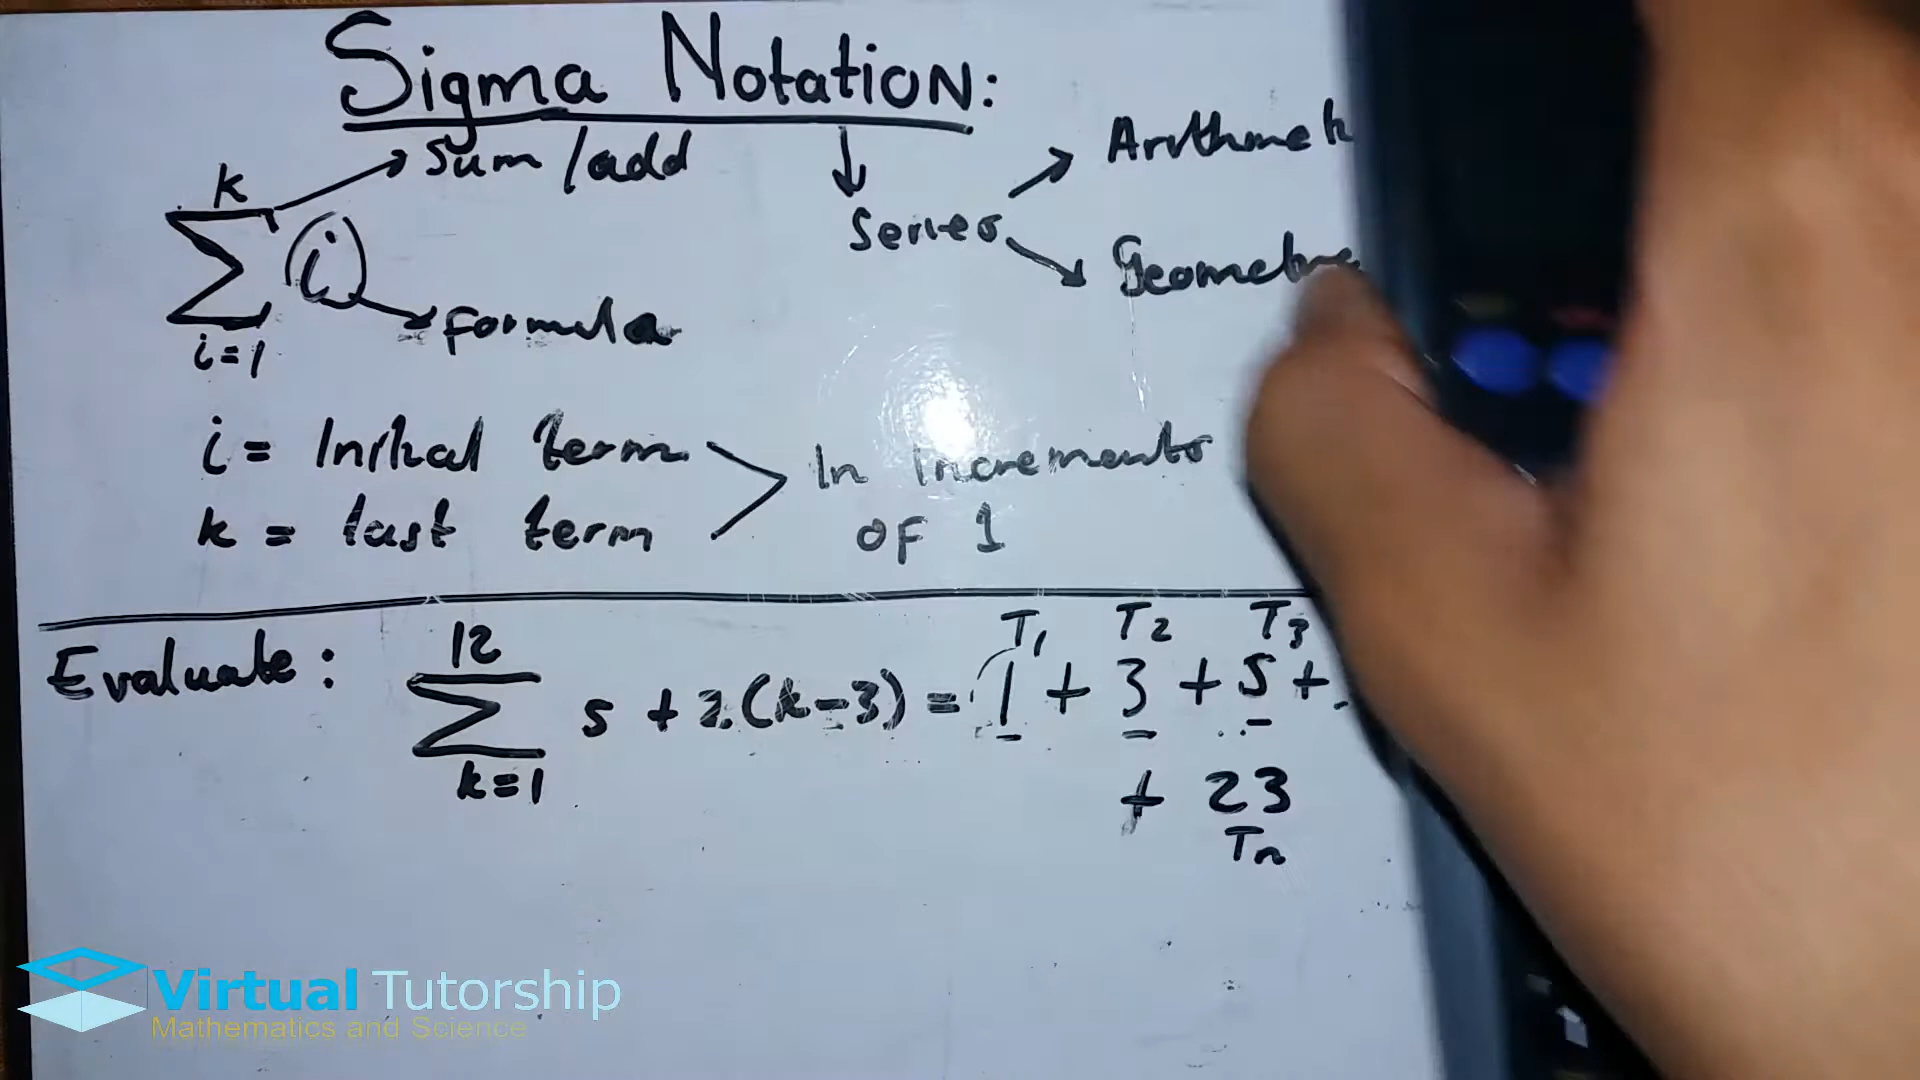 Sigma Notation:
k
Sum / add
Σ i
formula
i=1
Series
i = Initial term
k = last term
In increments
of 1
Evaluate:
12
Σ 5 + 2(k-3) = 1 + 3 + 5 +
k=1
T1 T2 T3
+ 23
Tn
Virtual Tutorship
Mathematics and Science